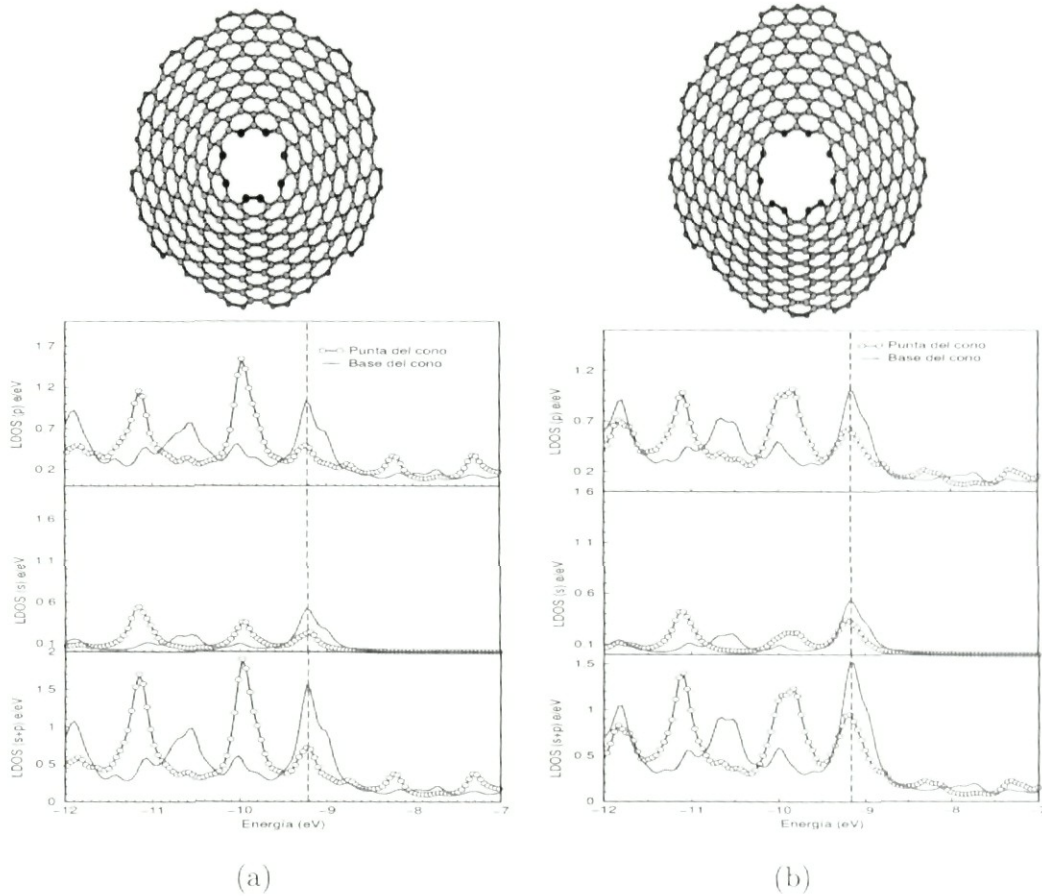 1.7
1.2
0.7
0.2
LDOS (p) e/eV
Punta del cono
Base del cono
1.6
1.1
0.6
0.1
LDOS (s) e/eV
1.5
1
0.5
0
LDOS (s+p) e/eV
−12 −11 −10 −9 −8 −7
Energía (eV)
(a)
1.2
0.7
0.2
LDOS (p) e/eV
Punta del cono
Base del cono
1.6
1.1
0.6
0.1
LDOS (s) e/eV
1.5
1
0.5
0
LDOS (s+p) e/eV
−12 −11 −10 −9 −8
Energía (eV)
(b)